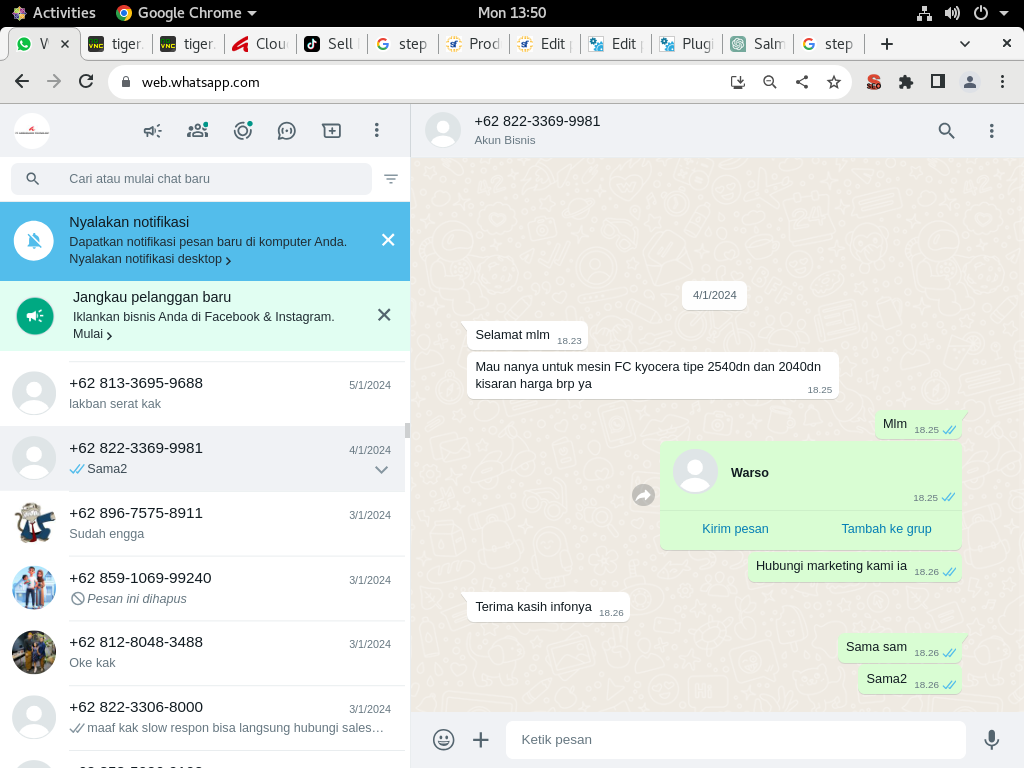 Activities
Google Chrome
Mon 13:50
W
tiger.
tiger.
Clou
Sell
step
Prod
Edit
Edit
Plugi
Salm
step
web.whatsapp.com
SEO
Cari atau mulai chat baru
Nyalakan notifikasi
Dapatkan notifikasi pesan baru di komputer Anda.
Nyalakan notifikasi desktop
Jangkau pelanggan baru
Iklankan bisnis Anda di Facebook & Instagram.
Mulai
+62 813-3695-9688
5/1/2024
lakban serat kak
+62 822-3369-9981
4/1/2024
Sama2
+62 896-7575-8911
3/1/2024
Sudah engga
+62 859-1069-99240
3/1/2024
Pesan ini dihapus
+62 812-8048-3488
3/1/2024
Oke kak
+62 822-3306-8000
3/1/2024
maaf kak slow respon bisa langsung hubungi sales…
+62 822-3369-9981
Akun Bisnis
4/1/2024
Selamat mlm 18.23
Mau nanya untuk mesin FC kyocera tipe 2540dn dan 2040dn
kisaran harga brp ya 18.25
Mlm 18.25
Warso
18.25
Kirim pesan
Tambah ke grup
Hubungi marketing kami ia 18.26
Terima kasih infonya 18.26
Sama sam 18.26
Sama2 18.26
Ketik pesan